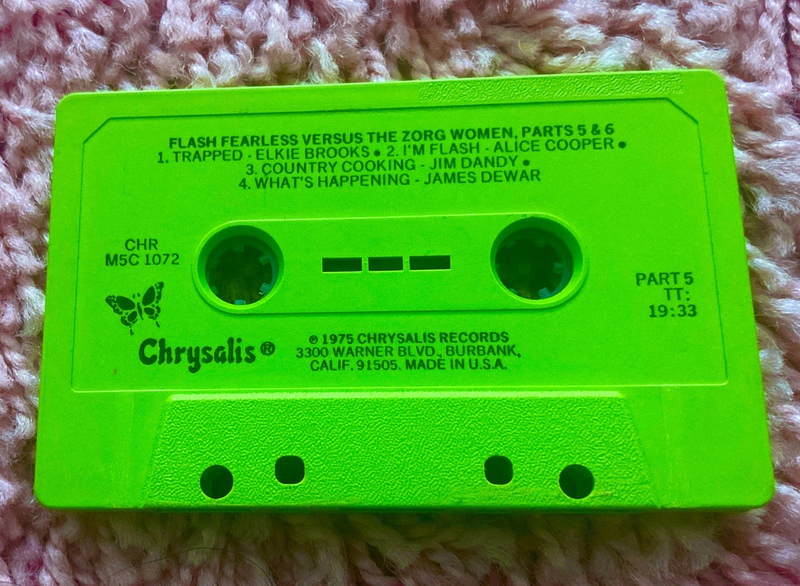 FLASH FEARLESS VERSUS THE ZORG WOMEN, PARTS 5 & 6
1. TRAPPED - ELKIE BROOKS • 2. I'M FLASH - ALICE COOPER •
3. COUNTRY COOKING - JIM DANDY •
4. WHAT'S HAPPENING - JAMES DEWAR
CHR
M5C 1072
PART 5
TT:
19:33
Chrysalis®
℗ 1975 CHRYSALIS RECORDS
3300 WARNER BLVD., BURBANK,
CALIF. 91505. MADE IN U.S.A.